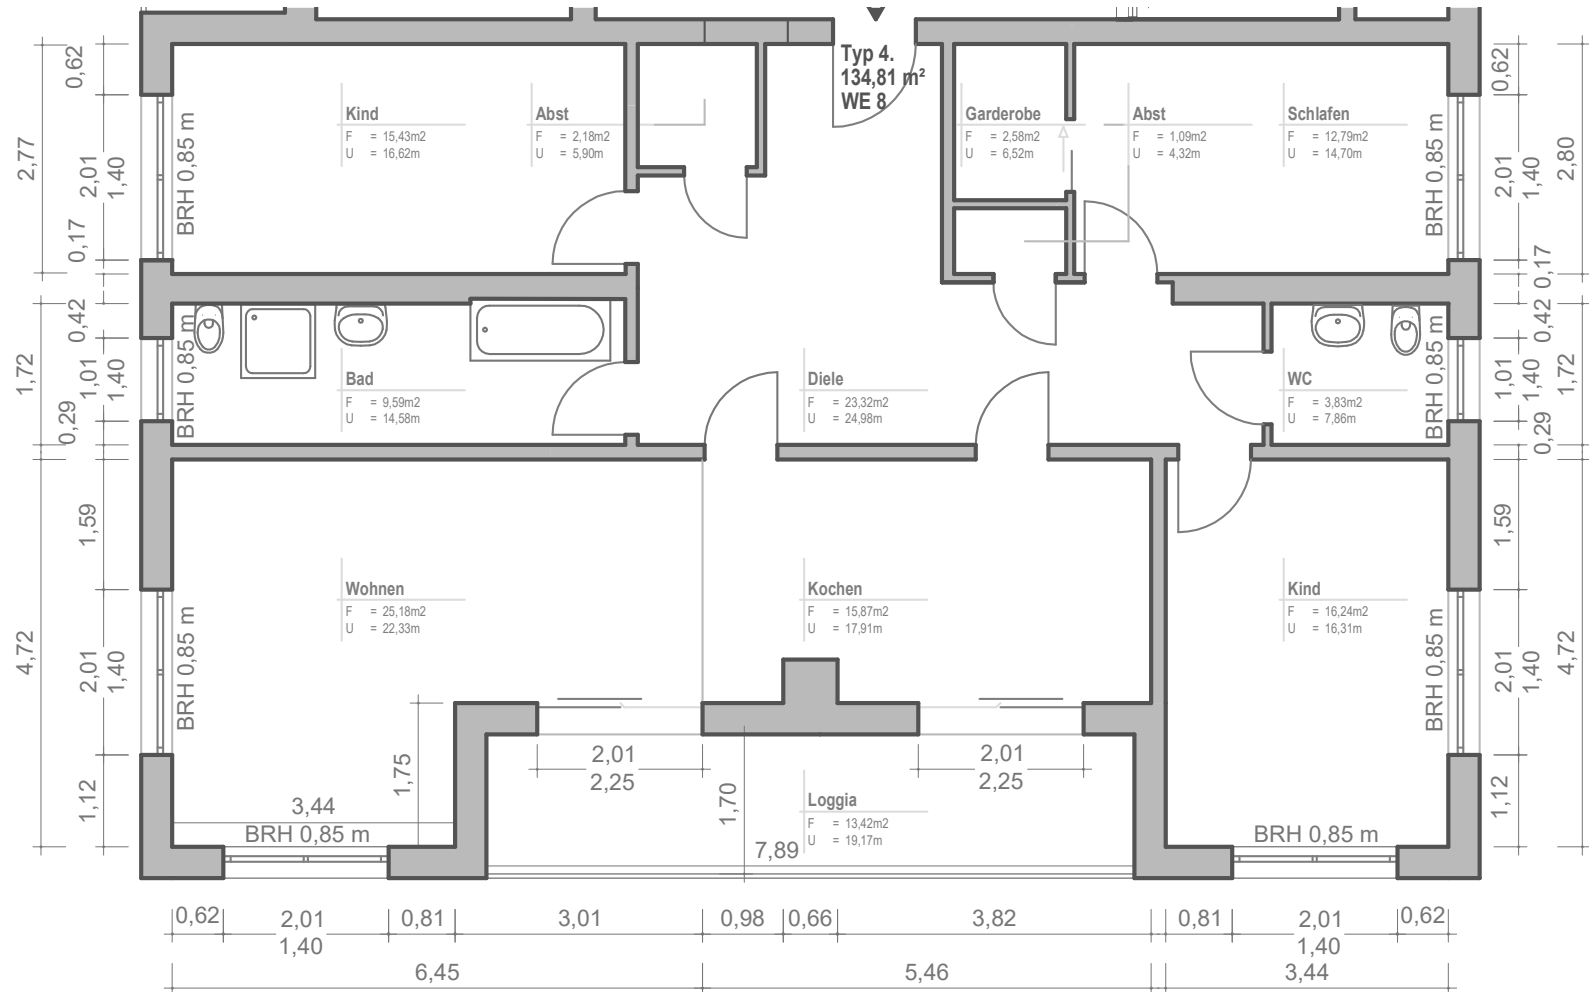 Typ 4.
134,81 m²
WE 8
Kind
F = 15,43m2
U = 16,62m
Abst
F = 2,18m2
U = 5,90m
Garderobe
F = 2,58m2
U = 6,52m
Abst
F = 1,09m2
U = 4,32m
Schlafen
F = 12,79m2
U = 14,70m
0,62
2,77
2,01
1,40
0,17
BRH 0,85 m
BRH 0,85 m
0,62
2,01
1,40
2,80
0,17
0,42
1,72
1,01
1,40
0,29
BRH 0,85 m
Bad
F = 9,59m2
U = 14,58m
Diele
F = 23,32m2
U = 24,98m
WC
F = 3,83m2
U = 7,86m
BRH 0,85 m
0,42
1,01
1,40
1,72
0,29
1,59
4,72
2,01
1,40
1,12
BRH 0,85 m
Wohnen
F = 25,18m2
U = 22,33m
Kochen
F = 15,87m2
U = 17,91m
Kind
F = 16,24m2
U = 16,31m
BRH 0,85 m
1,59
2,01
1,40
4,72
1,12
1,75
2,01
2,25
1,70
2,01
2,25
Loggia
F = 13,42m2
U = 19,17m
3,44
BRH 0,85 m
7,89
BRH 0,85 m
0,62
2,01
1,40
0,81
3,01
0,98
0,66
3,82
0,81
2,01
1,40
0,62
6,45
5,46
3,44